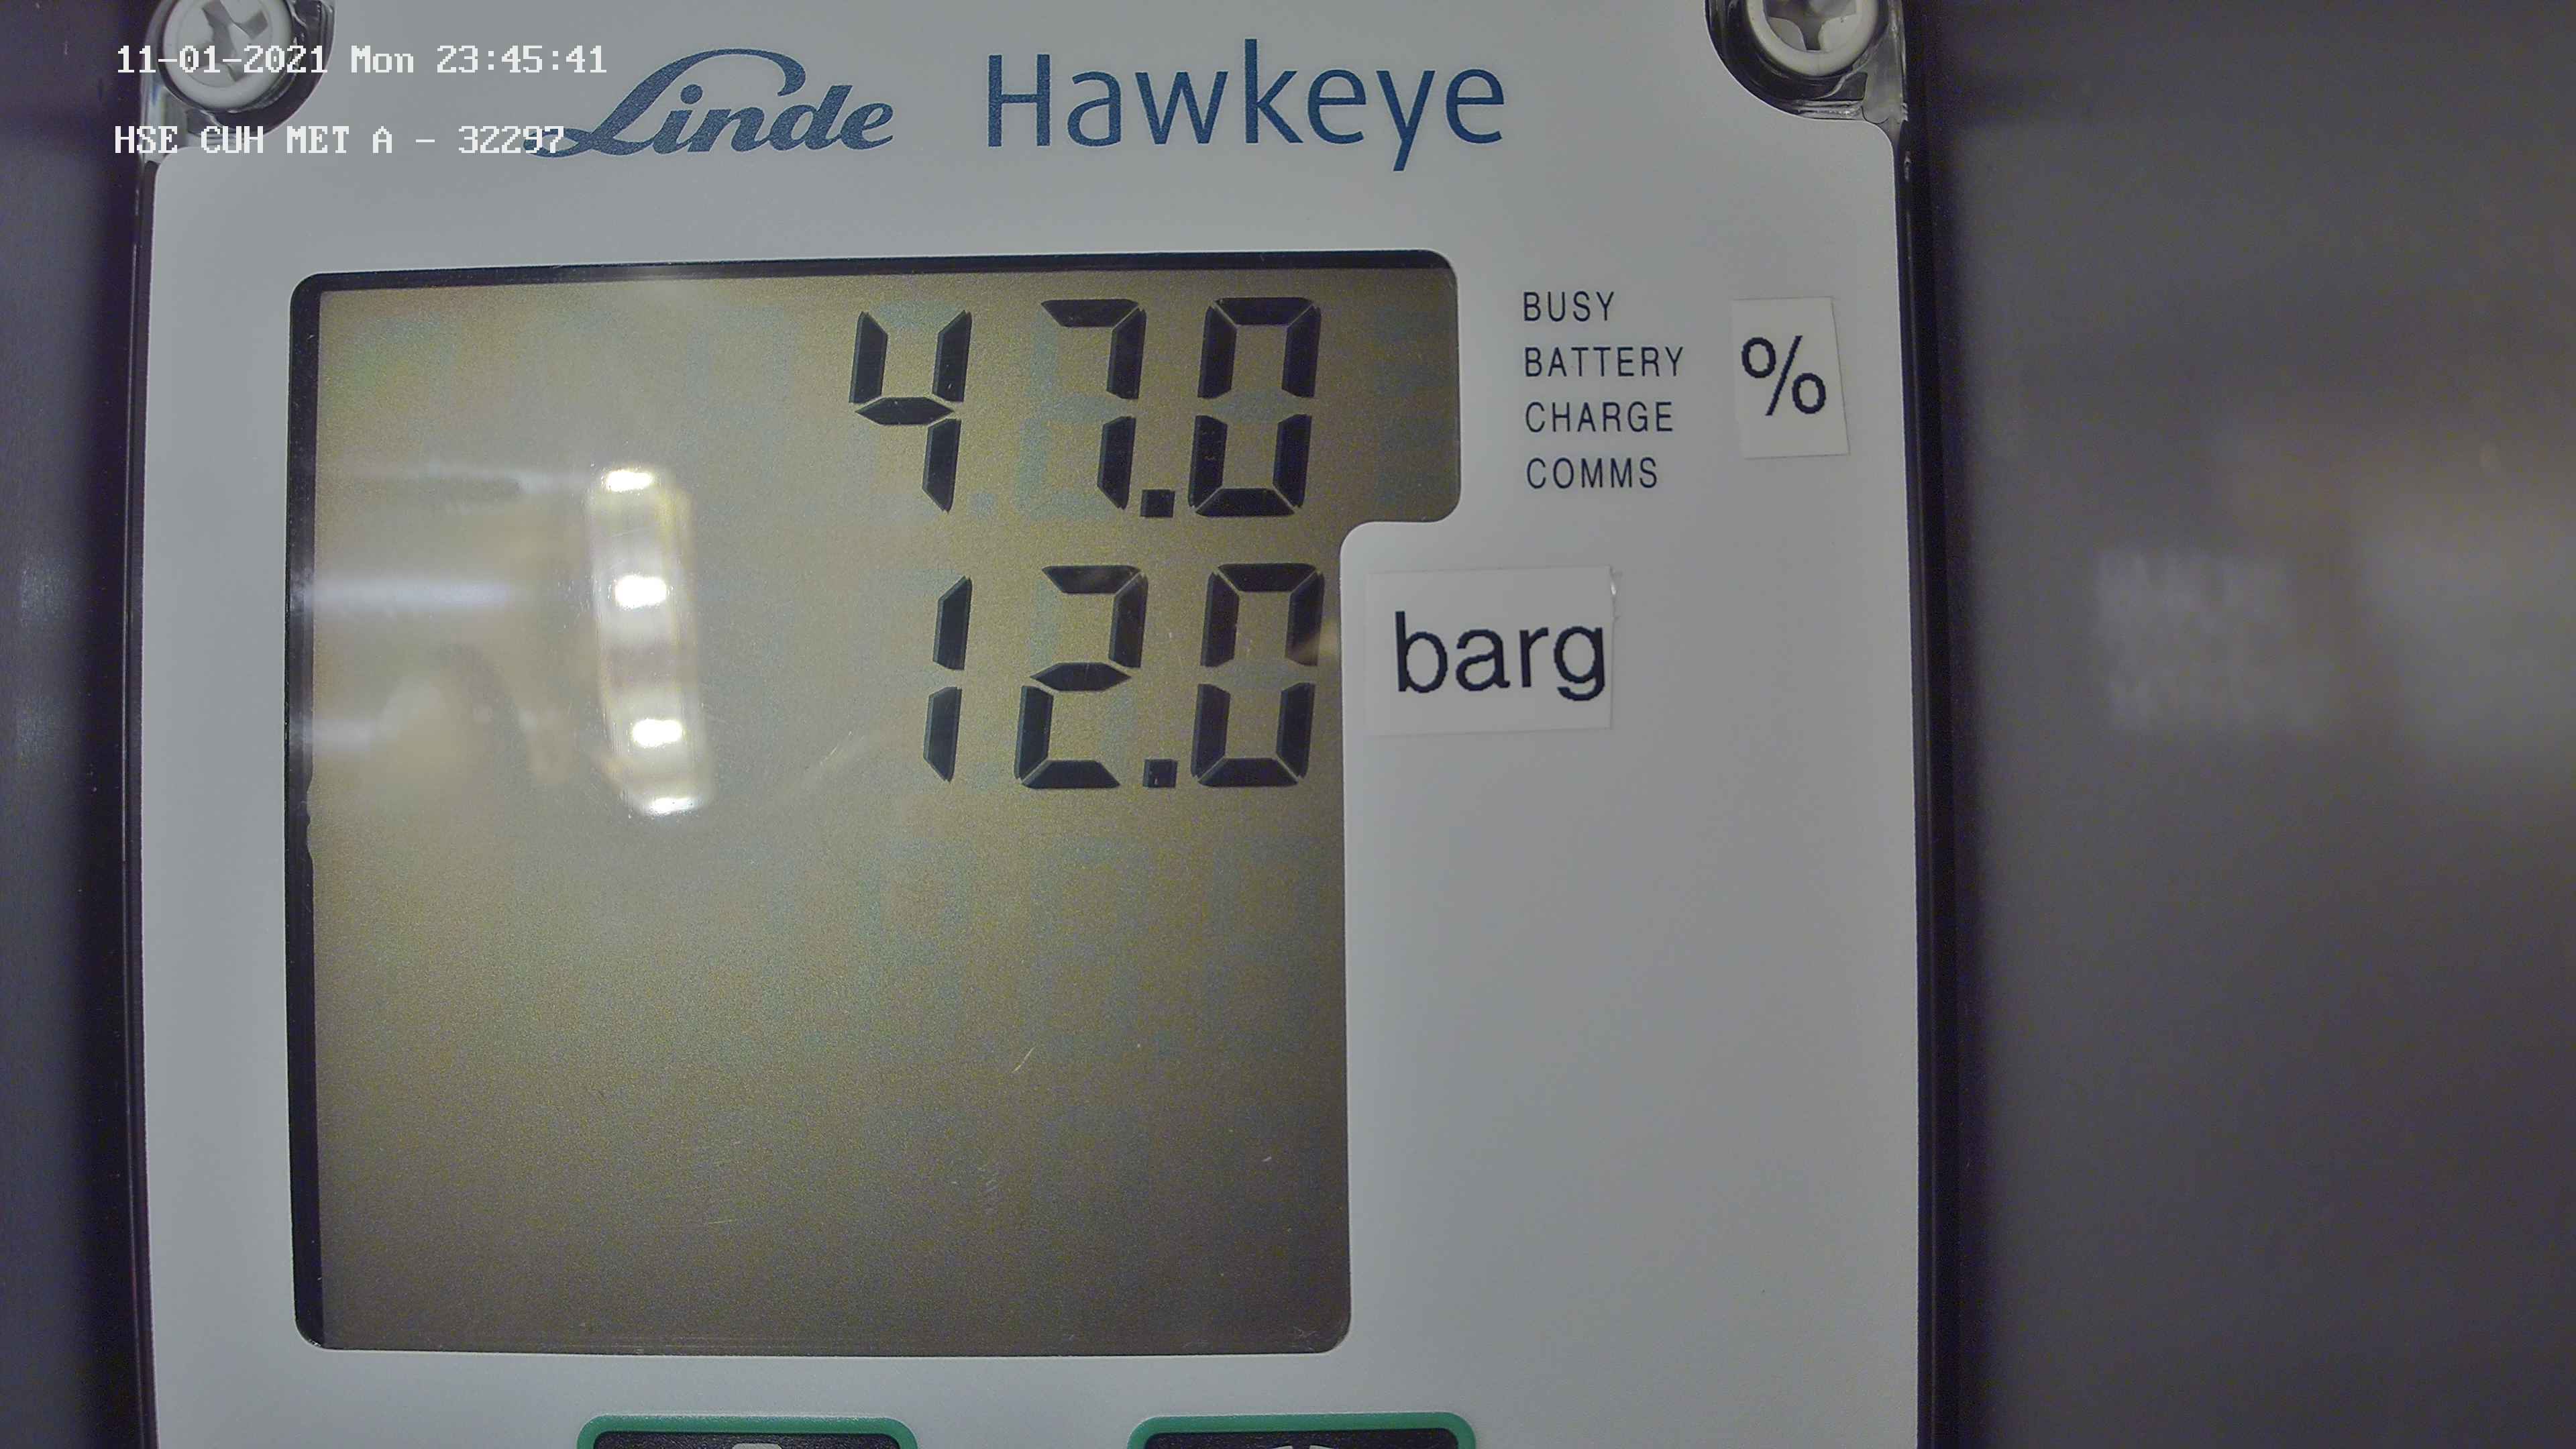 11-01-2021 Mon 23:45:41
Linde Hawkeye
HSE CUH MET A - 32297
47.0
BUSY
BATTERY
CHARGE
COMMS
%
12.0
barg